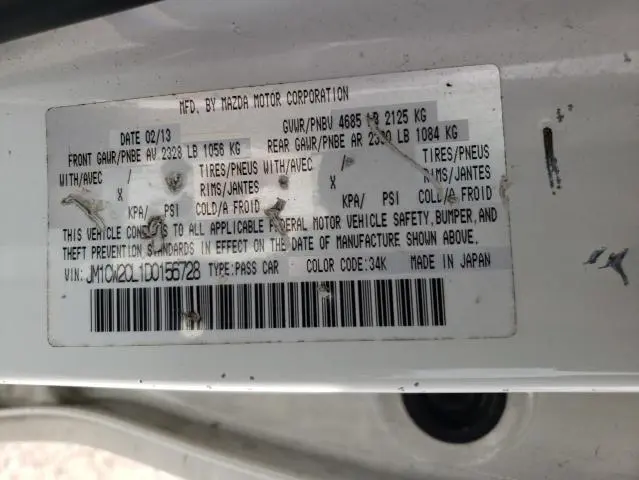 MFD. BY MAZDA MOTOR CORPORATION
DATE 02/13 GVWR/PNBV 4685 LB 2125 KG
FRONT GAWR/PNBE AV 2328 LB 1056 KG REAR GAWR/PNBE AR 2390 LB 1084 KG
WITH/AVEC / TIRES/PNEUS WITH/AVEC / TIRES/PNEUS
X RIMS/JANTES X RIMS/JANTES
/ KPA/ PSI COLD/A FROID KPA/ PSI COLD/A FROID
THIS VEHICLE CONFORMS TO ALL APPLICABLE FEDERAL MOTOR VEHICLE SAFETY, BUMPER, AND
THEFT PREVENTION STANDARDS IN EFFECT ON THE DATE OF MANUFACTURE SHOWN ABOVE.
VIN: JM1CW2CL1D0156728 TYPE:PASS CAR COLOR CODE:34K MADE IN JAPAN